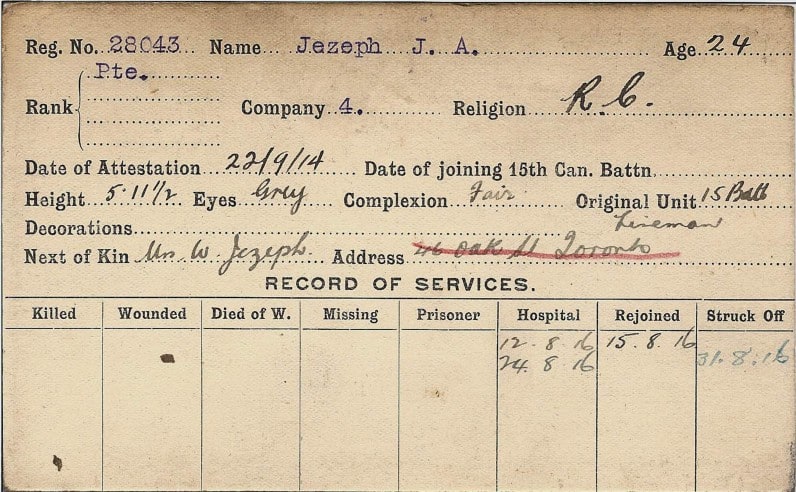 Reg. No. 28043 Name Jezeph J. A. Age 24
Pte.
Rank Company 4. Religion R.C.
Date of Attestation 22/9/14 Date of joining 15th Can. Battn.
Height 5·11½ Eyes Grey Complexion Fair Original Unit 15 Batt
Decorations Fireman
Next of Kin Mrs W. Jezeph Address 46 Oak St Toronto
RECORD OF SERVICES.
Killed Wounded Died of W. Missing Prisoner Hospital Rejoined Struck Off
12. 8. 16 15. 8. 16
24. 8. 16 31. 8. 16